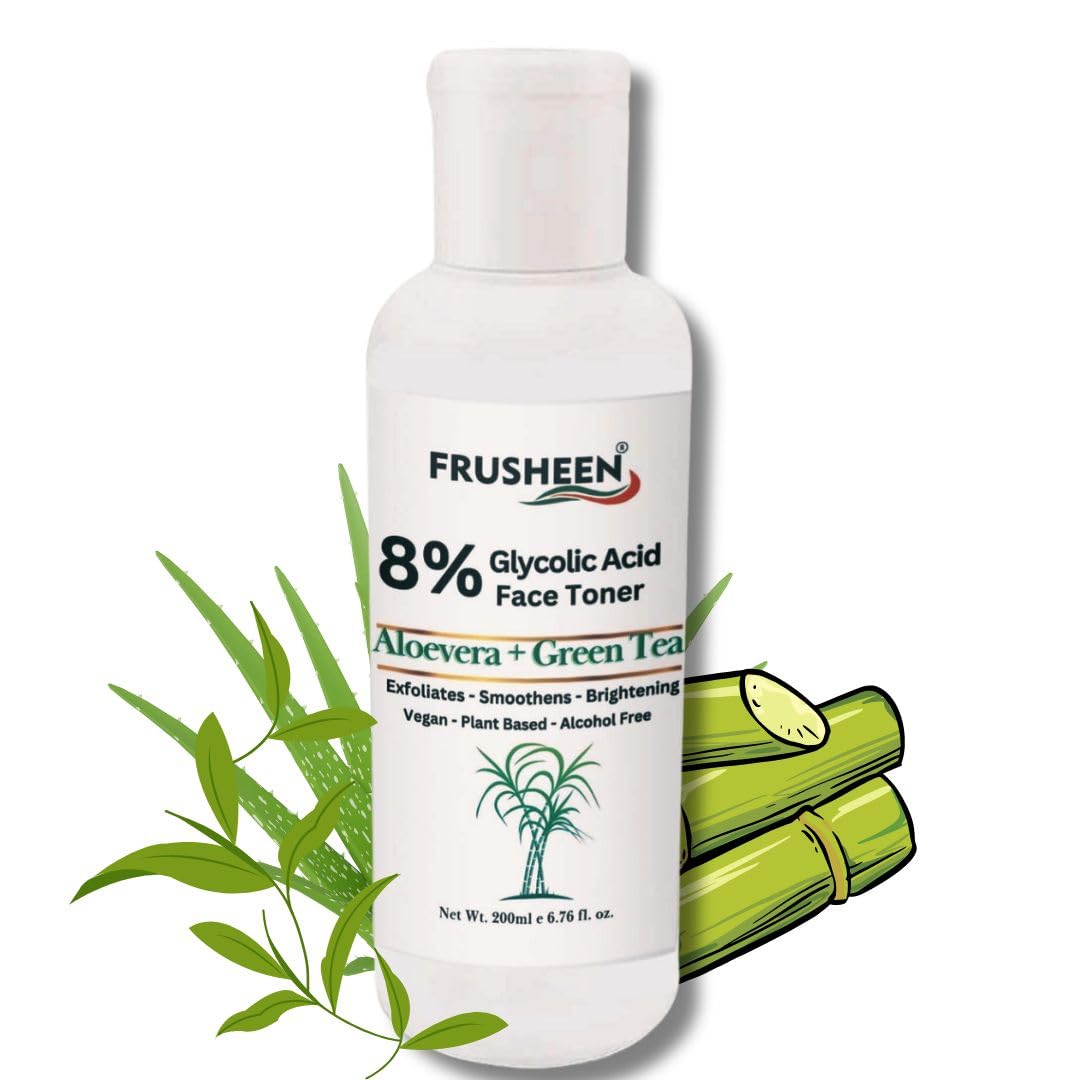 FRUSHEEN®
8% Glycolic Acid
Face Toner
Aloevera + Green Tea
Exfoliates - Smoothens - Brightening
Vegan - Plant Based - Alcohol Free
Net Wt. 200ml e 6.76 fl. oz.